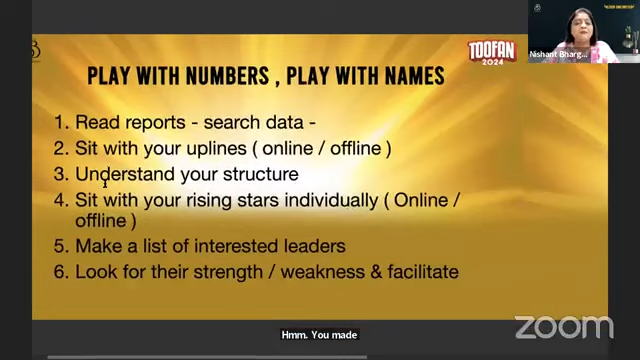 TOOFAN
2024
PLAY WITH NUMBERS , PLAY WITH NAMES
1. Read reports - search data -
2. Sit with your uplines ( online / offline )
3. Understand your structure
4. Sit with your rising stars individually ( Online /
offline )
5. Make a list of interested leaders
6. Look for their strength / weakness & facilitate
Nishant Bharg...
Hmm. You made
zoom